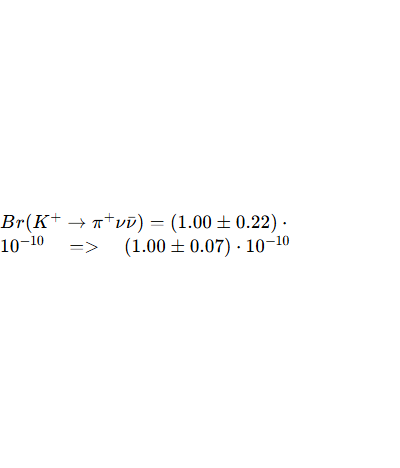 Br(K⁺ → π⁺νν̄) = (1.00 ± 0.22) ·
10⁻¹⁰ => (1.00 ± 0.07) · 10⁻¹⁰